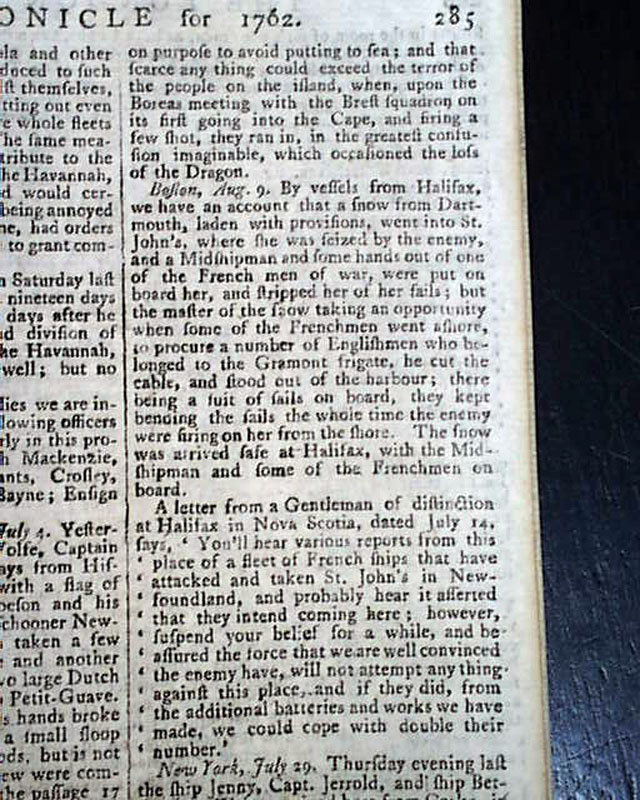 ONICLE for 1762.
285
ela and other
duced to ſuch
iſt themſelves,
tting out even
re whole fleets
The ſame mea-
tribute to the
he Havannah,
d would cer-
being annoyed
ne, had orders
to grant com-
n Saturday laſt
nineteen days
days after he
nd diviſion of
he Havannah,
well; but no
dies we are in-
lowing officers
rly in this pro-
h Mackenzie,
ants, Croſley,
Bayne; Enſign
July 4. Yeſter-
Volfe, Captain
ays from Hiſ-
with a flag of
beſon and his
ſchooner New-
taken a few
e and another
wo large Dutch
Petit-Guave.
s hands broke
a ſmall ſloop
ods, but is not
ew were com-
the paſſage 17
on purpoſe to avoid putting to ſea; and that
ſcarce any thing could exceed the terror of
the people on the iſland, when, upon the
Boreas meeting with the Breſt ſquadron on
its firſt going into the Cape, and firing a
few ſhot, they ran in, in the greateſt confu-
ſion imaginable, which occaſioned the loſs
of the Dragon.
Boſton, Aug. 9. By veſſels from Halifax,
we have an account that a ſnow from Dart-
mouth, laden with proviſions, went into St.
John's, where ſhe was ſeized by the enemy,
and a Midſhipman and ſome hands out of one
of the French men of war, were put on
board her, and ſtripped her of her ſails; but
the maſter of the ſnow taking an opportunity
when ſome of the Frenchmen went aſhore,
to procure a number of Engliſhmen who be-
longed to the Gramont frigate, he cut the
cable, and ſtood out of the harbour; there
being a ſuit of ſails on board, they kept
bending the ſails the whole time the enemy
were firing on her from the ſhore. The ſnow
was arrived ſafe at Halifax, with the Mid-
ſhipman and ſome of the Frenchmen on
board.
A letter from a Gentleman of diſtinction
at Halifax in Nova Scotia, dated July 14,
ſays, ‘ You'll hear various reports from this
‘ place of a fleet of French ſhips that have
‘ attacked and taken St. John's in New-
‘ foundland, and probably hear it aſſerted
‘ that they intend coming here; however,
‘ ſuſpend your belief for a while, and be
‘ aſſured the force that we are well convinced
‘ the enemy have, will not attempt any thing
‘ againſt this place, and if they did, from
‘ the additional batteries and works we have
‘ made, we could cope with double their
‘ number.’
New York, July 29. Thurſday evening laſt
the ſhip Jenny, Capt. Jerrold, and ſhip Bet-